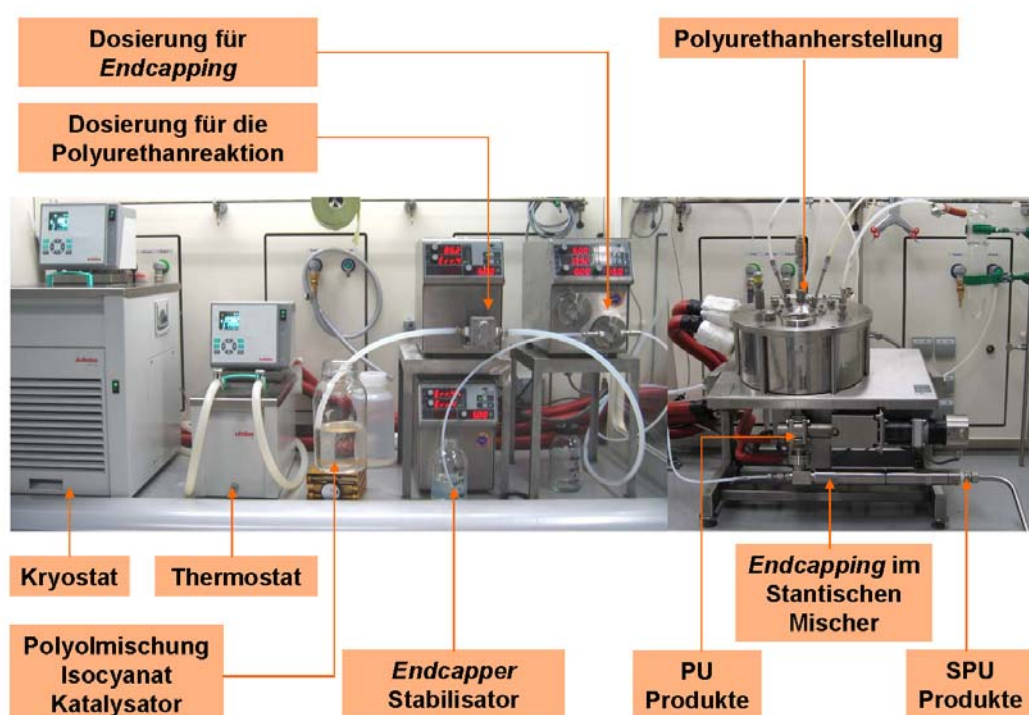 Dosierung für
Endcapping
Polyurethanherstellung
Dosierung für die
Polyurethanreaktion
Kryostat
Thermostat
Endcapping im
Stantischen
Mischer
Polyolmischung
Isocyanat
Katalysator
Endcapper
Stabilisator
PU
Produkte
SPU
Produkte